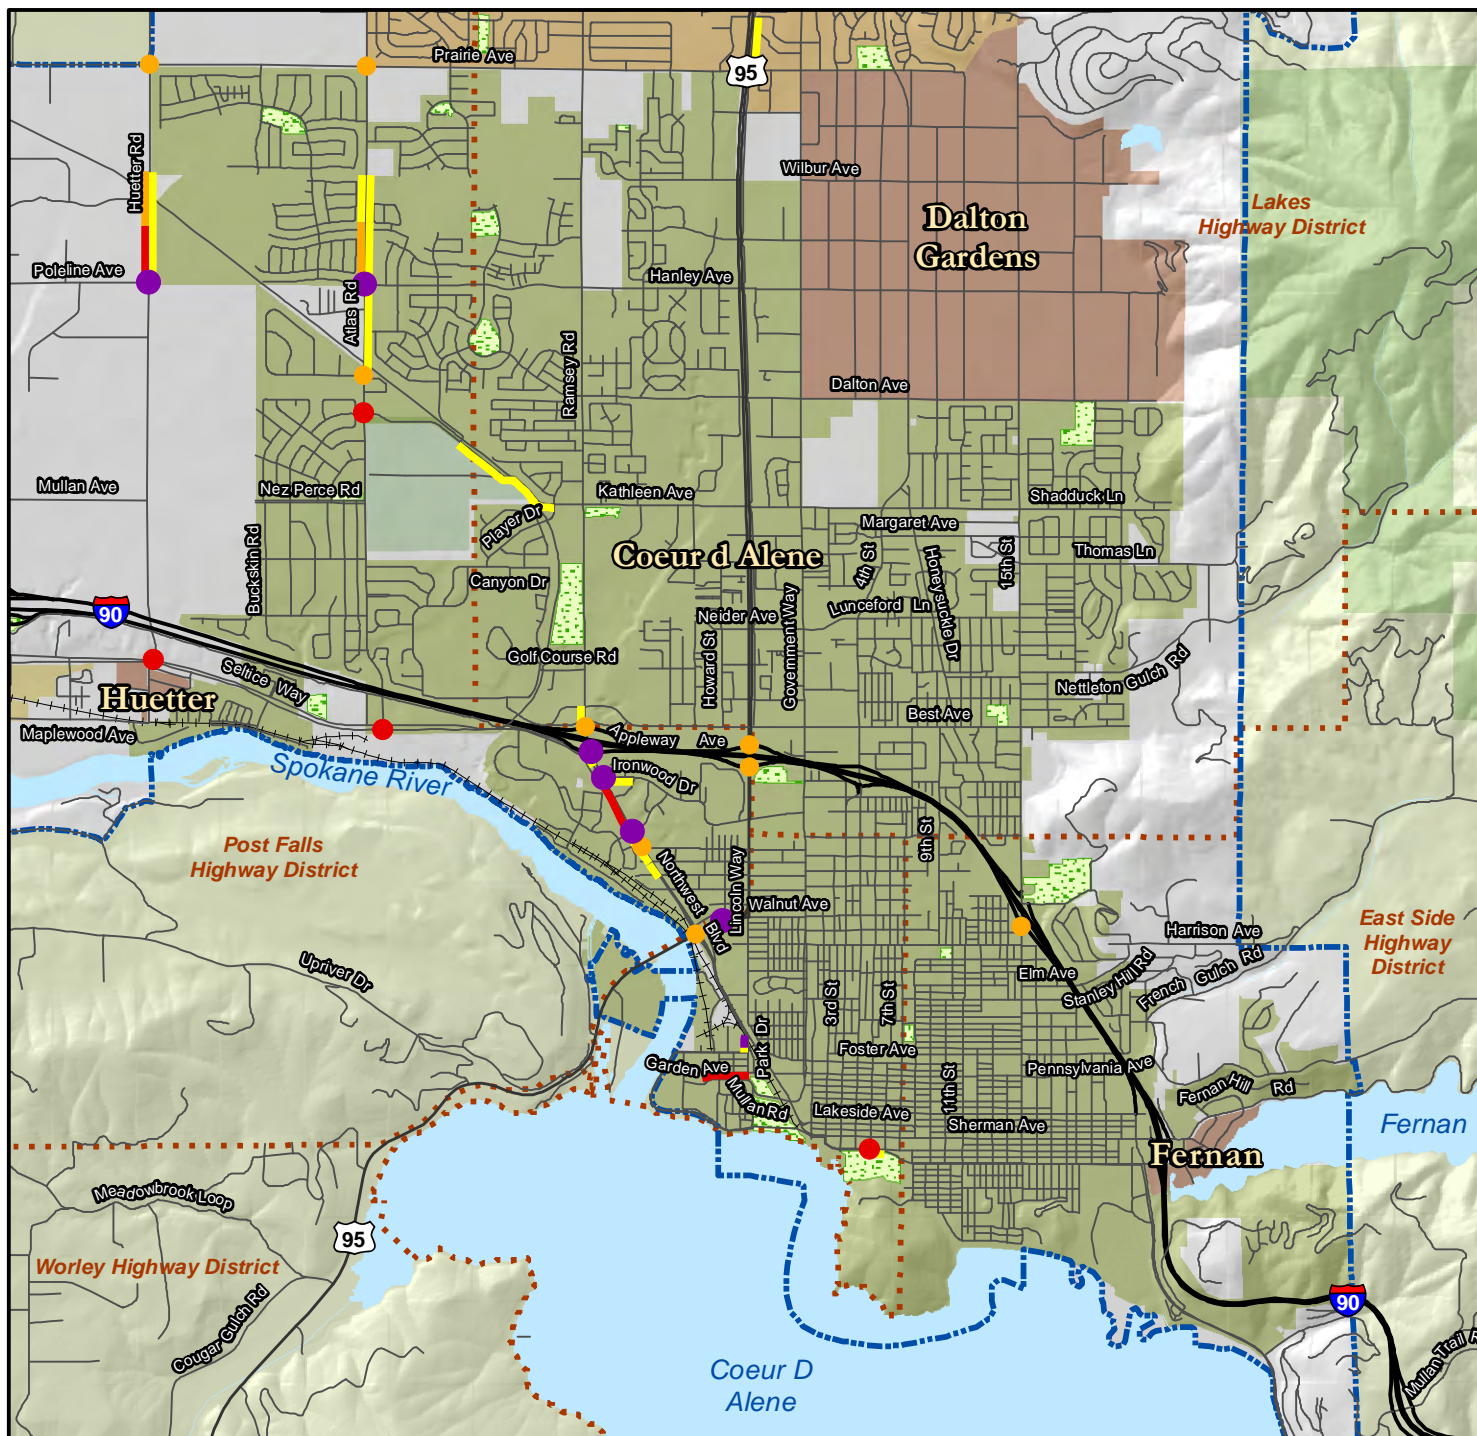 Prairie Ave
95
Huetter Rd
Wilbur Ave
Lakes
Highway District
Dalton
Gardens
Poleline Ave
Hanley Ave
Atlas Rd
Ramsey Rd
Dalton Ave
Mullan Ave
Nez Perce Rd
Kathleen Ave
Shadduck Ln
Player Dr
Margaret Ave
Buckskin Rd
Coeur d Alene
4th St
Honeysuckle Dr
15th St
Thomas Ln
Canyon Dr
90
Neider Ave
Government Way
Lunceford Ln
Golf Course Rd
Howard St
Seltice Way
Nettleton Gulch Rd
Huetter
Best Ave
Maplewood Ave
Appleway Ave
Spokane River
Ironwood Dr
Post Falls
Highway District
9th St
Northwest Blvd
Lincoln Way
Walnut Ave
Harrison Ave
East Side
Highway
District
Upriver Dr
Elm Ave
Stanley Hill Rd
French Gulch Rd
3rd St
7th St
Park Dr
Foster Ave
Garden Ave
Pennsylvania Ave
11th St
Fernan Hill Rd
Mullan Rd
Lakeside Ave
Sherman Ave
Fernan
Fernan
Meadowbrook Loop
95
Worley Highway District
Cougar Gulch Rd
90
Mullan Trail R
Coeur D
Alene